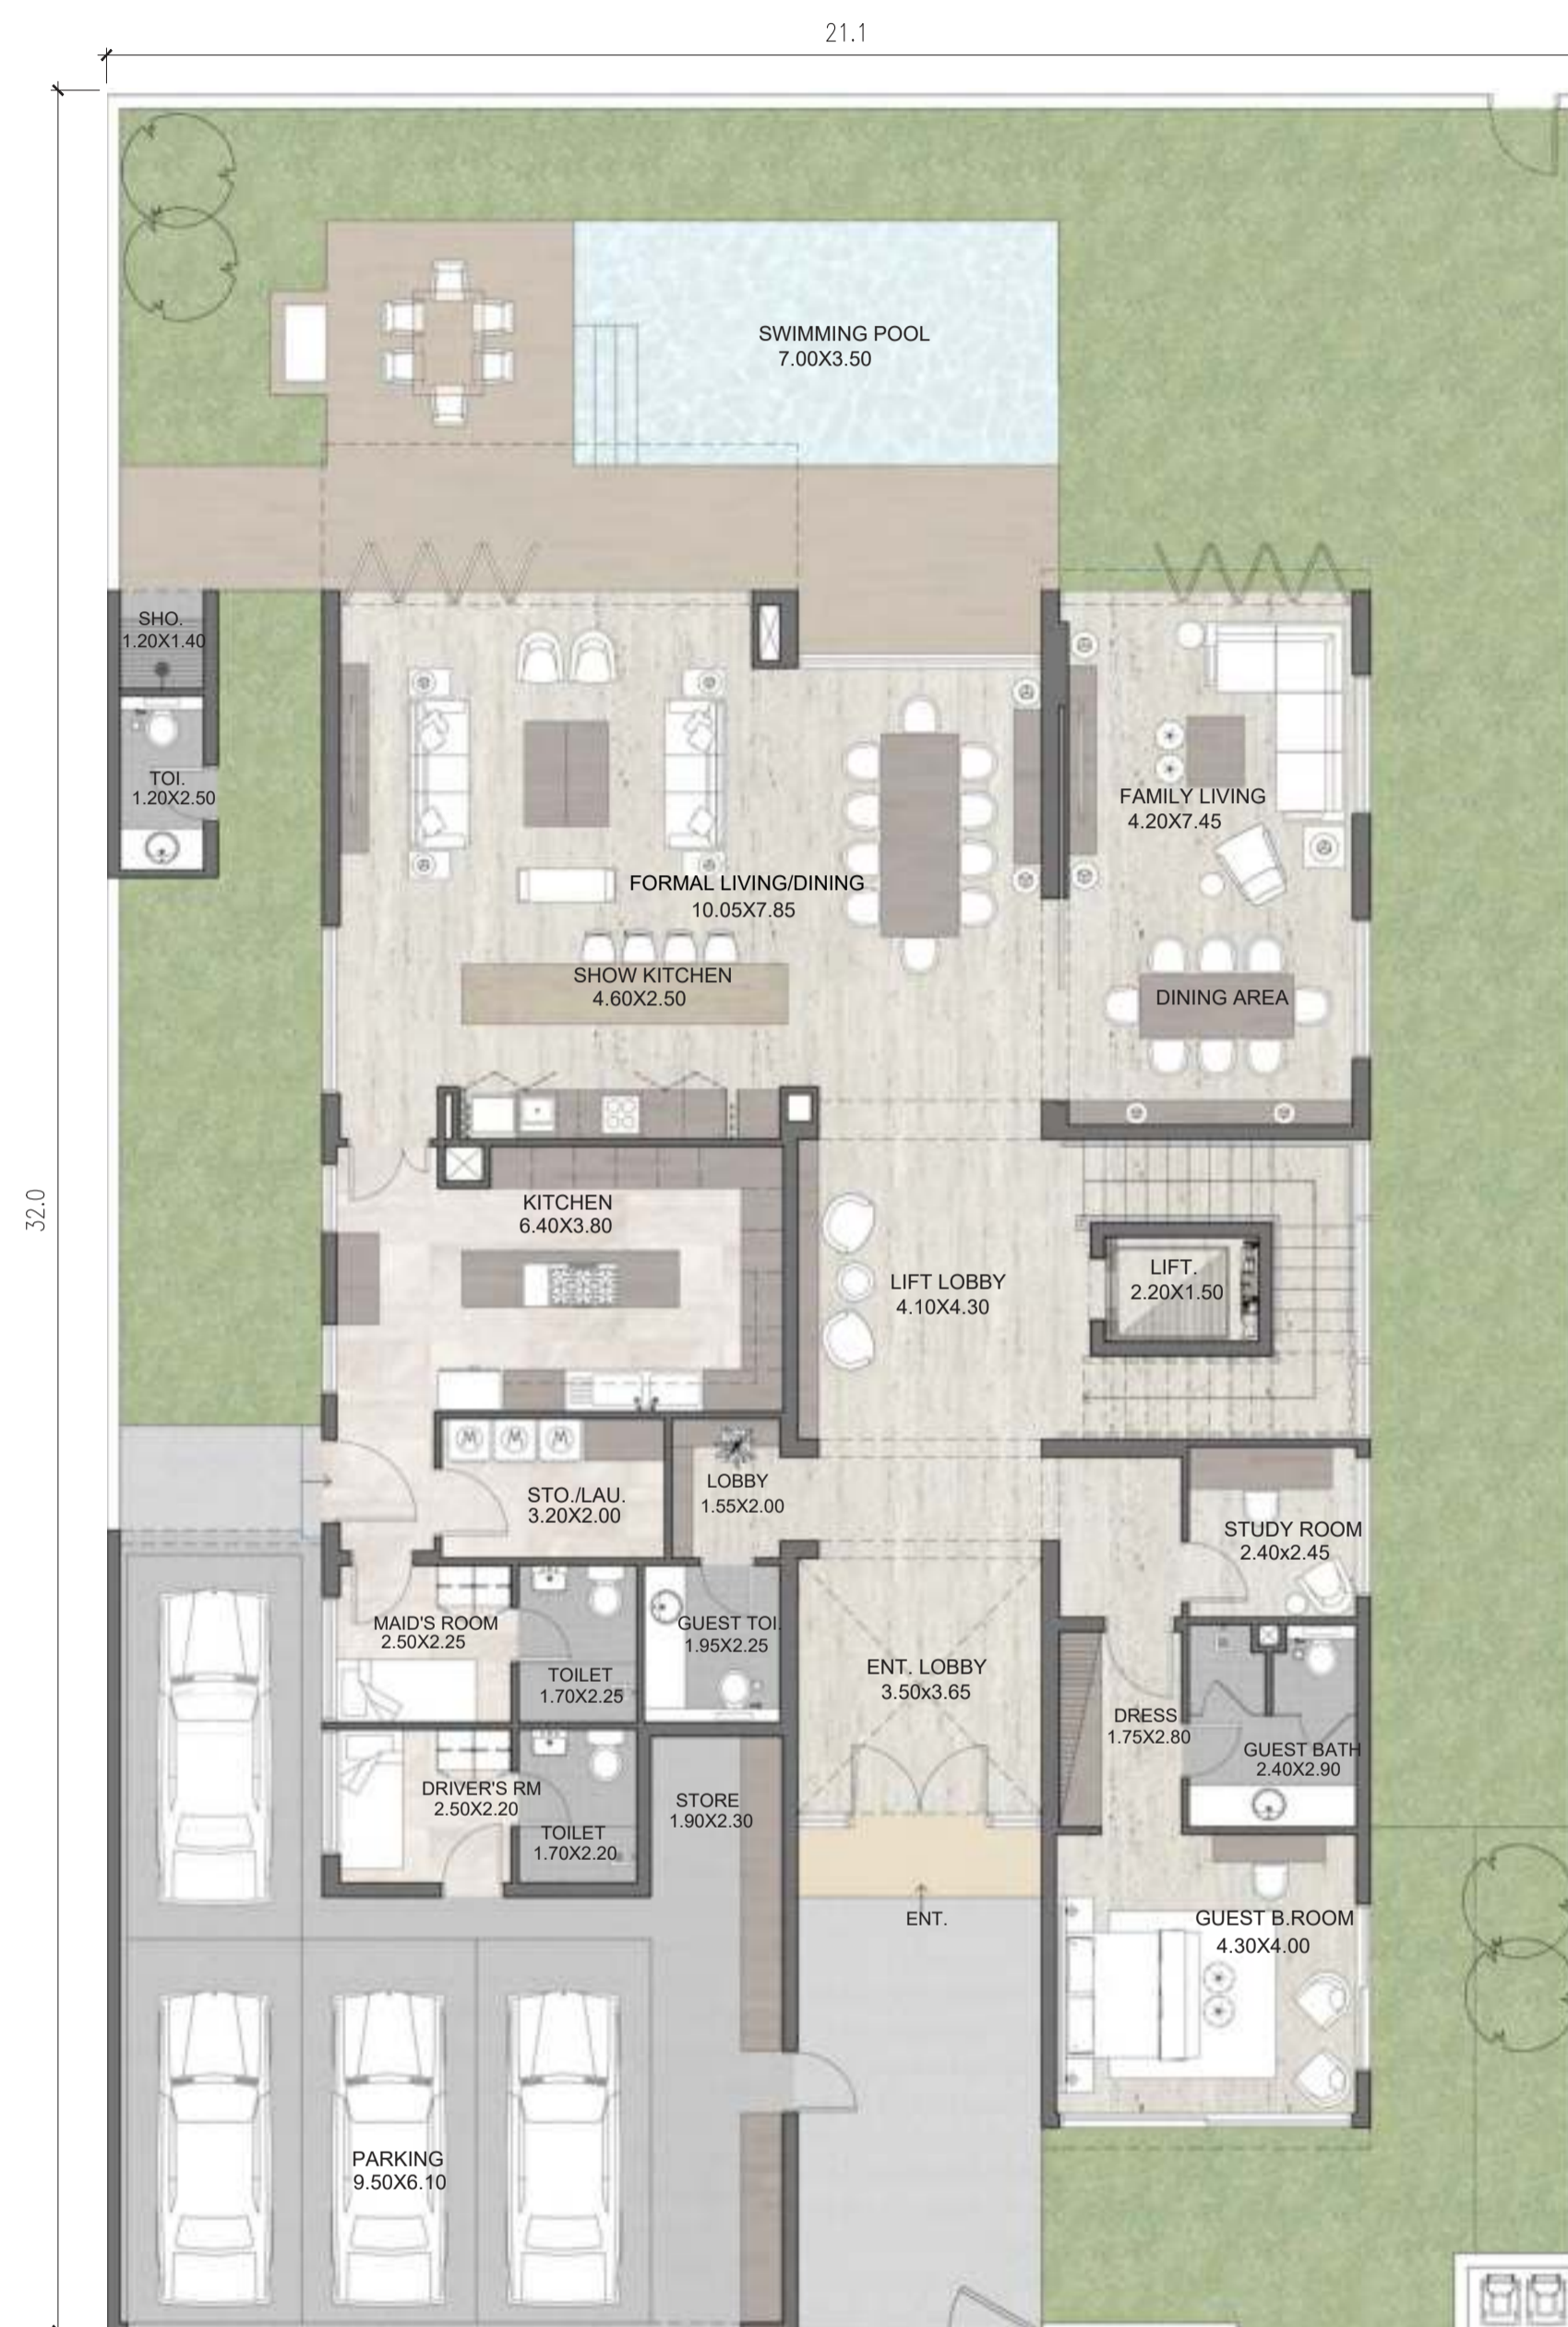 21.1
32.0
SWIMMING POOL
7.00X3.50
SHO.
1.20X1.40
TOI.
1.20X2.50
FAMILY LIVING
4.20X7.45
FORMAL LIVING/DINING
10.05X7.85
SHOW KITCHEN
4.60X2.50
DINING AREA
KITCHEN
6.40X3.80
LIFT LOBBY
4.10X4.30
LIFT.
2.20X1.50
STO./LAU.
3.20X2.00
LOBBY
1.55X2.00
STUDY ROOM
2.40x2.45
MAID'S ROOM
2.50X2.25
TOILET
1.70X2.25
GUEST TOI.
1.95X2.25
ENT. LOBBY
3.50x3.65
DRESS
1.75X2.80
GUEST BATH
2.40X2.90
DRIVER'S RM
2.50X2.20
TOILET
1.70X2.20
STORE
1.90X2.30
ENT.
GUEST B.ROOM
4.30X4.00
PARKING
9.50X6.10